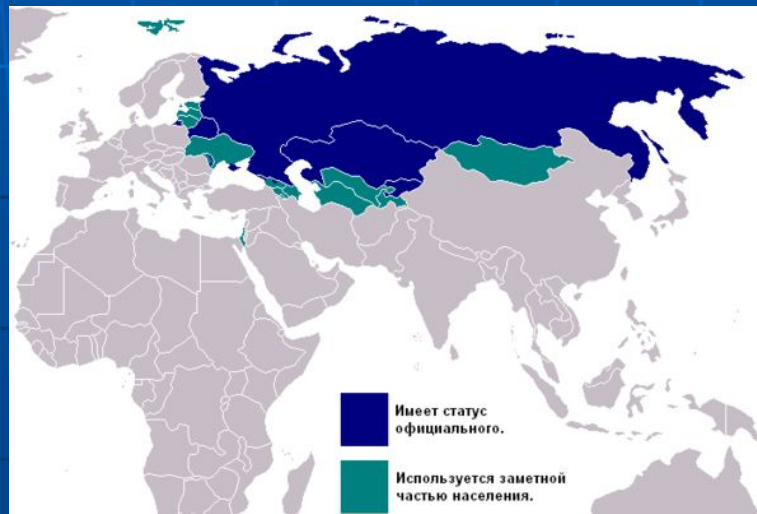 Имеет статус
официального.
Используется заметной
частью населения.